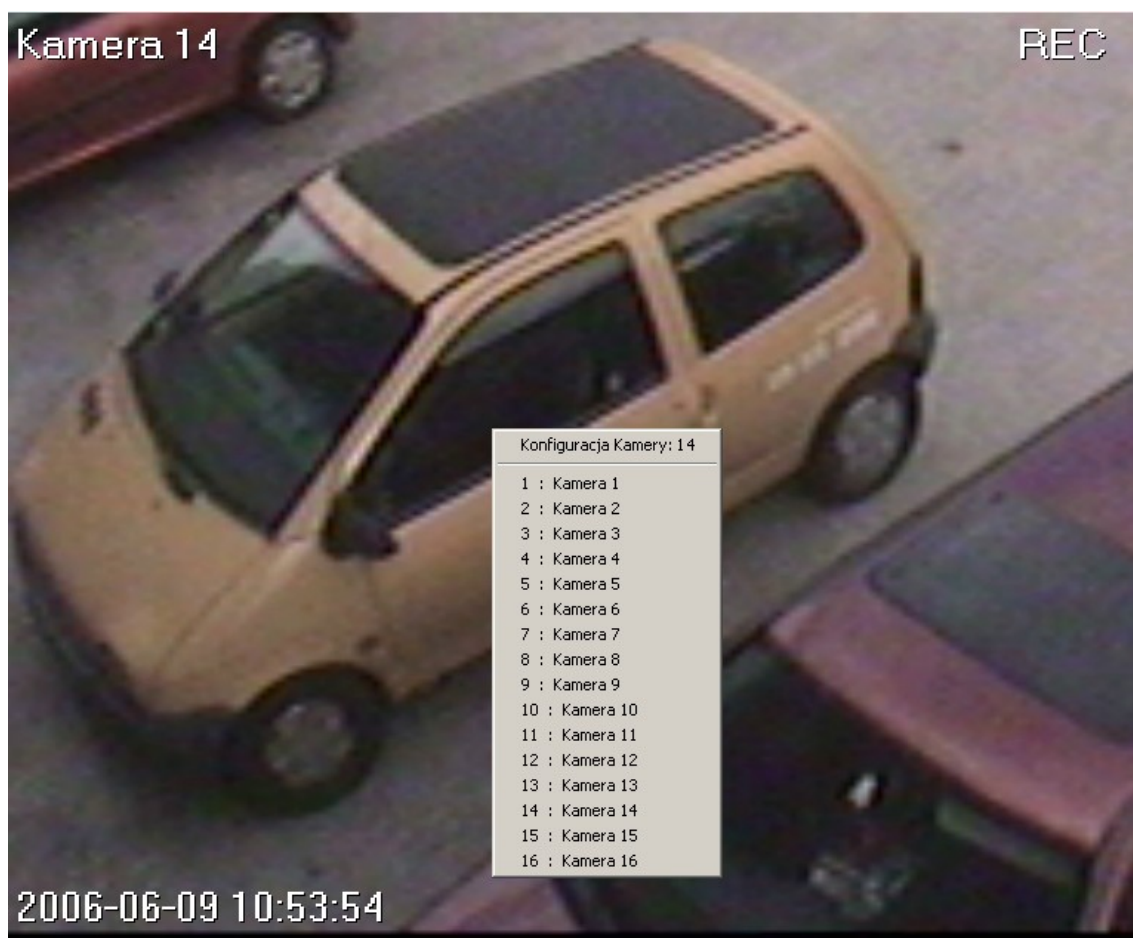 Kamera 14
REC
Konfiguracja Kamery: 14
1 : Kamera 1
2 : Kamera 2
3 : Kamera 3
4 : Kamera 4
5 : Kamera 5
6 : Kamera 6
7 : Kamera 7
8 : Kamera 8
9 : Kamera 9
10 : Kamera 10
11 : Kamera 11
12 : Kamera 12
13 : Kamera 13
14 : Kamera 14
15 : Kamera 15
16 : Kamera 16
2006-06-09 10:53:54